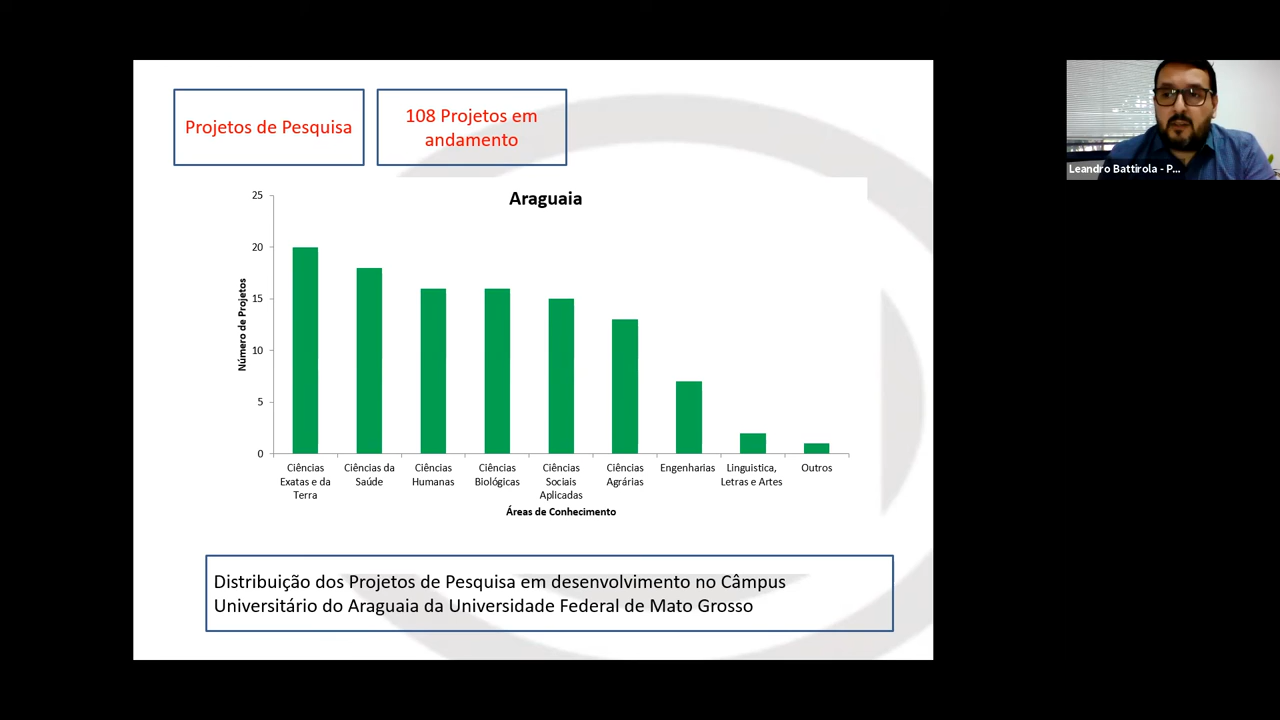 Projetos de Pesquisa
108 Projetos em
andamento
Leandro Battirola - P...
Araguaia
Número de Projetos
25
20
15
10
5
0
Ciências
Exatas e da
Terra
Ciências da
Saúde
Ciências
Humanas
Ciências
Biológicas
Ciências
Sociais
Aplicadas
Ciências
Agrárias
Engenharias
Linguistica,
Letras e Artes
Outros
Áreas de Conhecimento
Distribuição dos Projetos de Pesquisa em desenvolvimento no Câmpus
Universitário do Araguaia da Universidade Federal de Mato Grosso